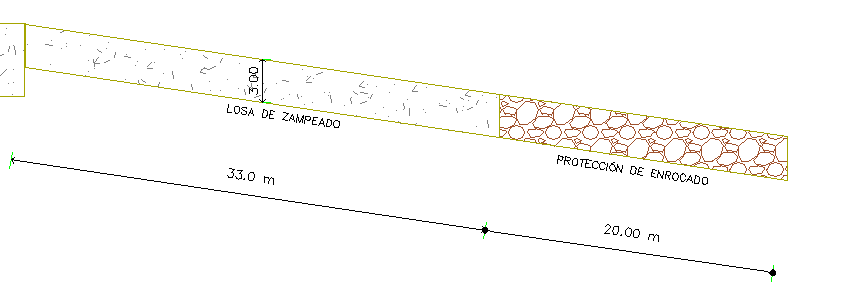 3.00
LOSA DE ZAMPEADO
PROTECCIÓN DE ENROCADO
33.0 m
20.00 m